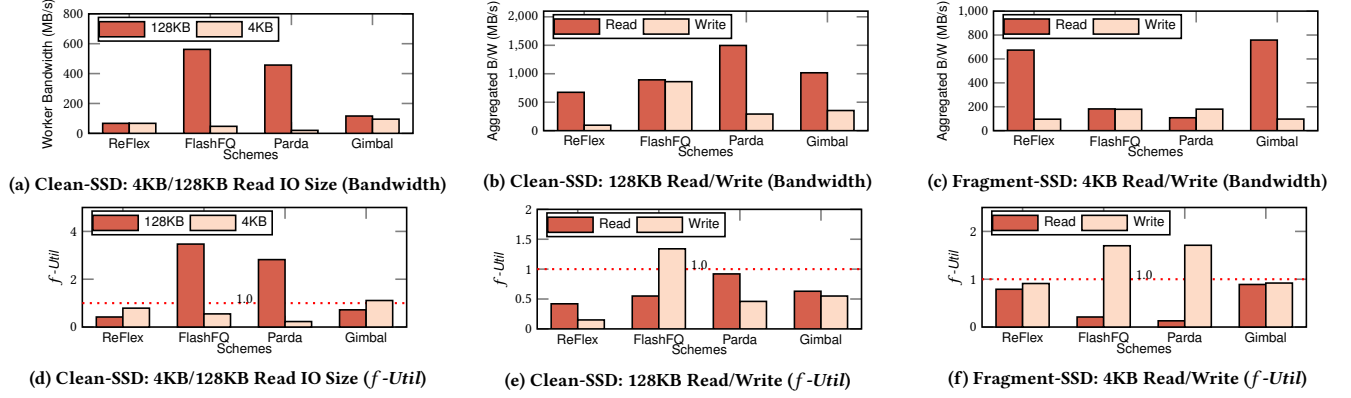 Worker Bandwidth (MB/s)
800
600
400
200
0
128KB
4KB
ReFlex
FlashFQ
Parda
Gimbal
Schemes
(a) Clean-SSD: 4KB/128KB Read IO Size (Bandwidth)
Aggregated B/W (MB/s)
2,000
1,500
1,000
500
0
Read
Write
ReFlex
FlashFQ
Parda
Gimbal
Schemes
(b) Clean-SSD: 128KB Read/Write (Bandwidth)
Aggregated B/W (MB/s)
1,000
800
600
400
200
0
Read
Write
ReFlex
FlashFQ
Parda
Gimbal
Schemes
(c) Fragment-SSD: 4KB Read/Write (Bandwidth)
f-Util
4
2
0
128KB
4KB
1.0
ReFlex
FlashFQ
Parda
Gimbal
Schemes
(d) Clean-SSD: 4KB/128KB Read IO Size (f-Util)
f-Util
2
1.5
1
0.5
0
Read
Write
1.0
ReFlex
FlashFQ
Parda
Gimbal
Schemes
(e) Clean-SSD: 128KB Read/Write (f-Util)
f-Util
2
1
0
Read
Write
1.0
ReFlex
FlashFQ
Parda
Gimbal
Schemes
(f) Fragment-SSD: 4KB Read/Write (f-Util)